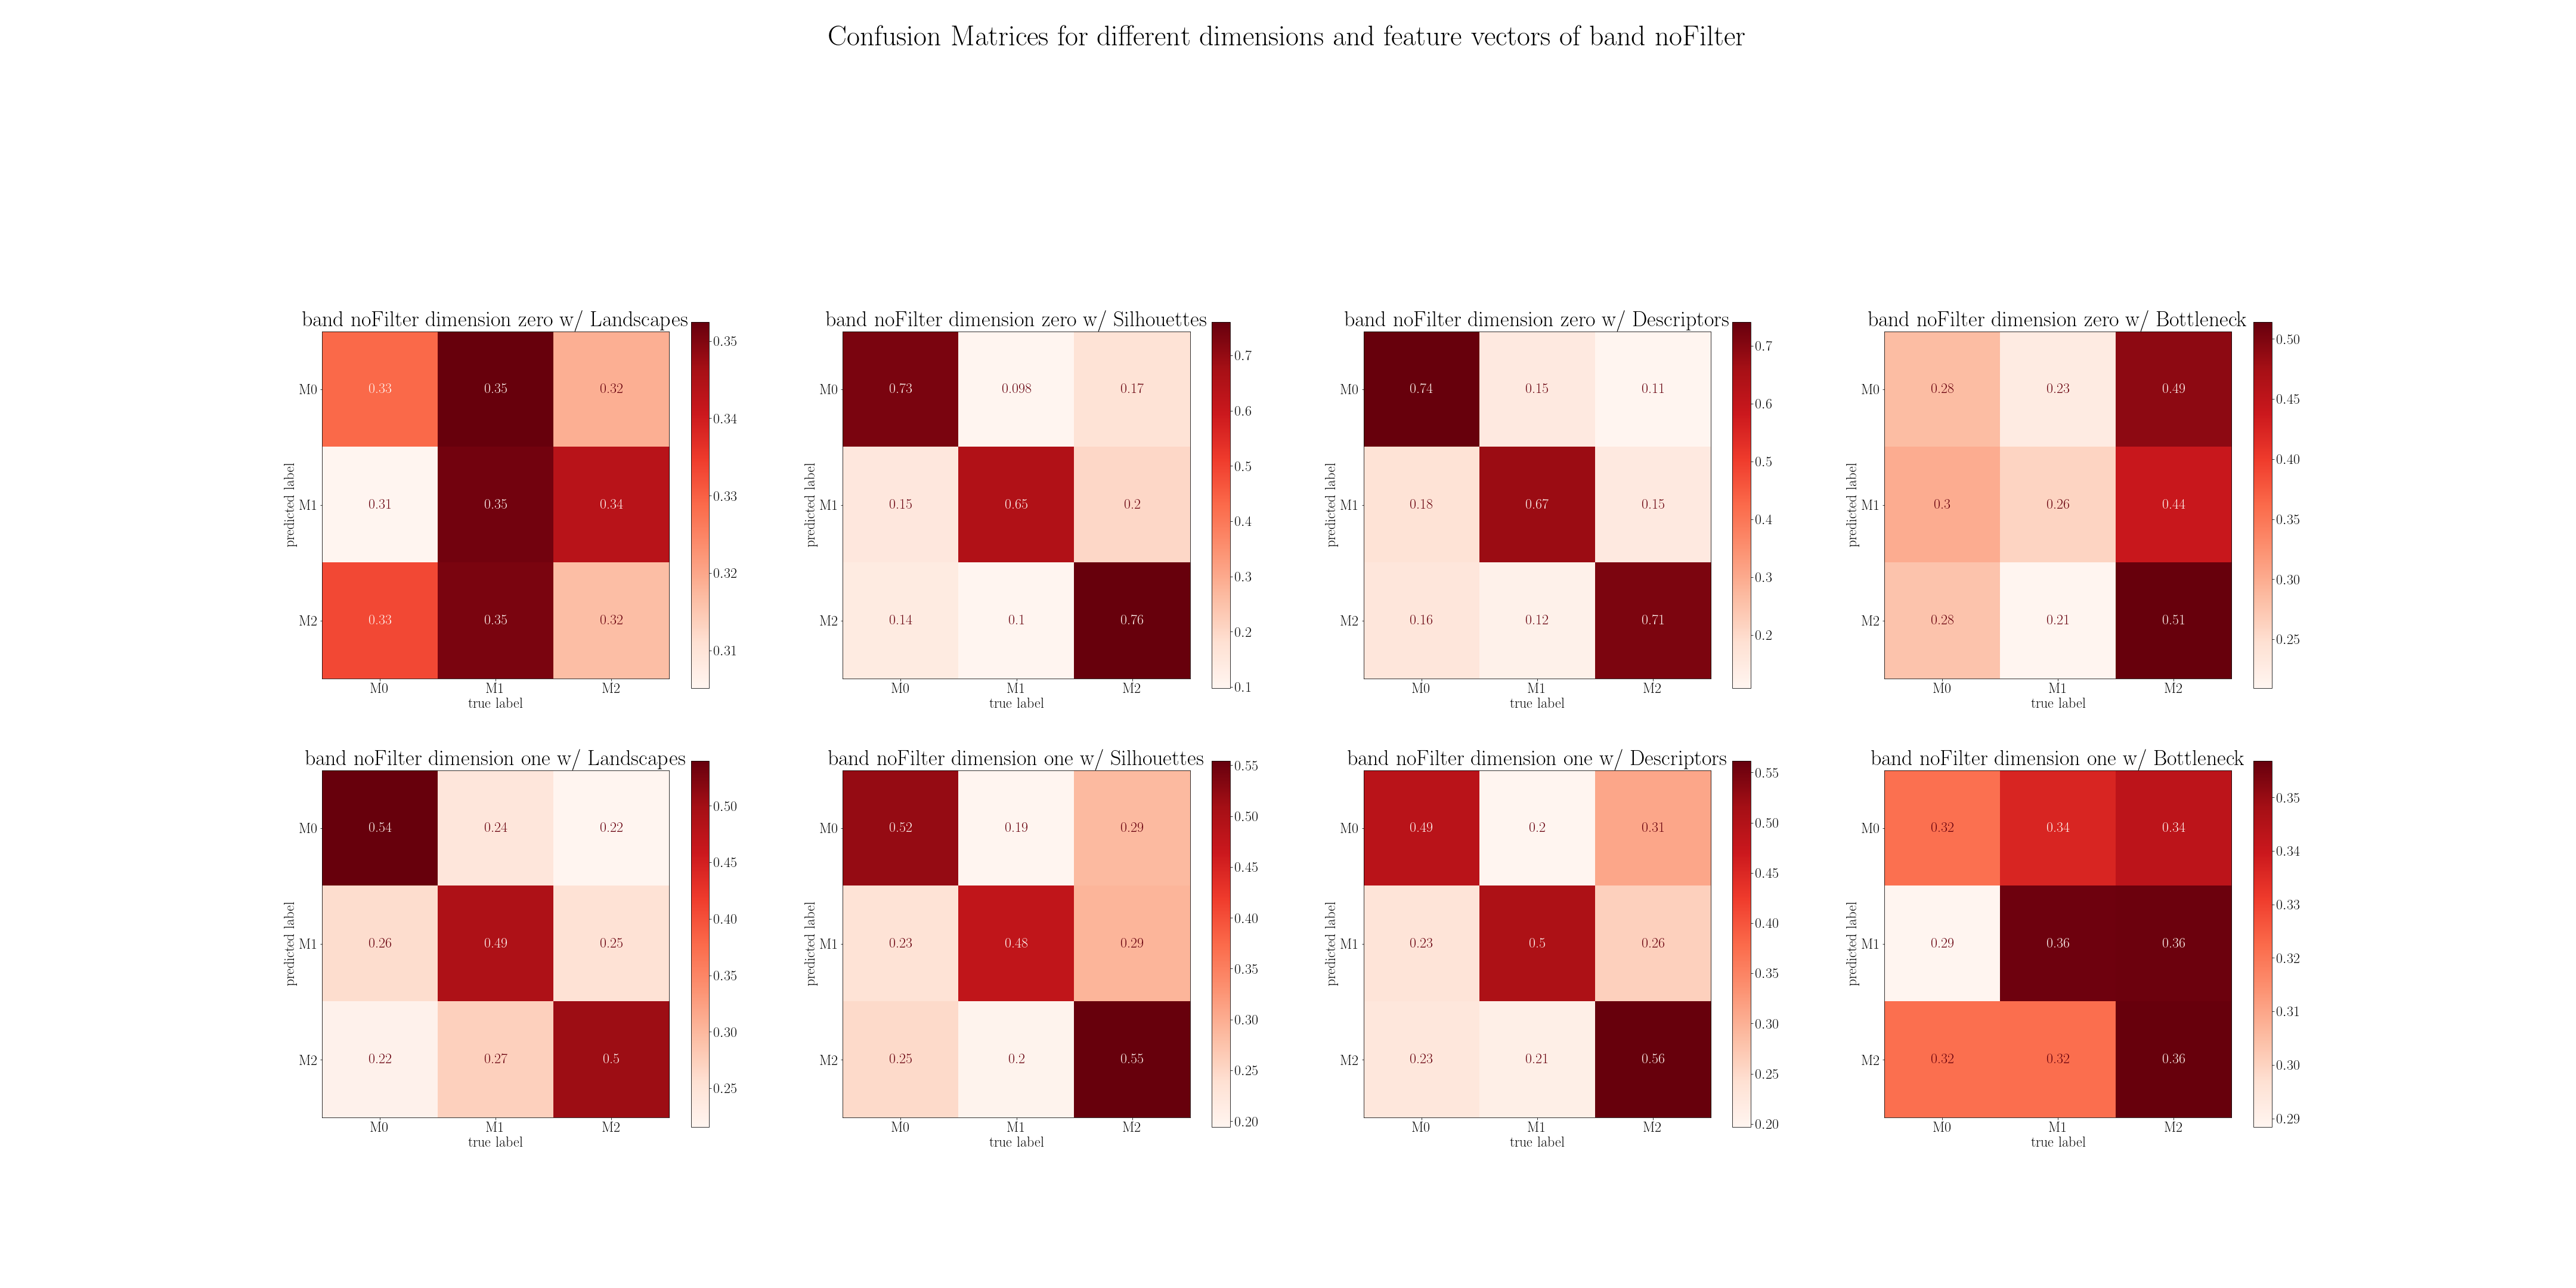 Confusion Matrices for different dimensions and feature vectors of band noFilter
band noFilter dimension zero w/ Landscapes
predicted label
M0 0.33 0.35 0.32
M1 0.31 0.35 0.34
M2 0.33 0.35 0.32
M0 M1 M2
true label
0.35
0.34
0.33
0.32
0.31
band noFilter dimension zero w/ Silhouettes
predicted label
M0 0.73 0.098 0.17
M1 0.15 0.65 0.2
M2 0.14 0.1 0.76
M0 M1 M2
true label
0.7
0.6
0.5
0.4
0.3
0.2
0.1
band noFilter dimension zero w/ Descriptors
predicted label
M0 0.74 0.15 0.11
M1 0.18 0.67 0.15
M2 0.16 0.12 0.71
M0 M1 M2
true label
0.7
0.6
0.5
0.4
0.3
0.2
band noFilter dimension zero w/ Bottleneck
predicted label
M0 0.28 0.23 0.49
M1 0.3 0.26 0.44
M2 0.28 0.21 0.51
M0 M1 M2
true label
0.50
0.45
0.40
0.35
0.30
0.25
band noFilter dimension one w/ Landscapes
predicted label
M0 0.54 0.24 0.22
M1 0.26 0.49 0.25
M2 0.22 0.27 0.5
M0 M1 M2
true label
0.50
0.45
0.40
0.35
0.30
0.25
band noFilter dimension one w/ Silhouettes
predicted label
M0 0.52 0.19 0.29
M1 0.23 0.48 0.29
M2 0.25 0.2 0.55
M0 M1 M2
true label
0.55
0.50
0.45
0.40
0.35
0.30
0.25
0.20
band noFilter dimension one w/ Descriptors
predicted label
M0 0.49 0.2 0.31
M1 0.23 0.5 0.26
M2 0.23 0.21 0.56
M0 M1 M2
true label
0.55
0.50
0.45
0.40
0.35
0.30
0.25
0.20
band noFilter dimension one w/ Bottleneck
predicted label
M0 0.32 0.34 0.34
M1 0.29 0.36 0.36
M2 0.32 0.32 0.36
M0 M1 M2
true label
0.35
0.34
0.33
0.32
0.31
0.30
0.29